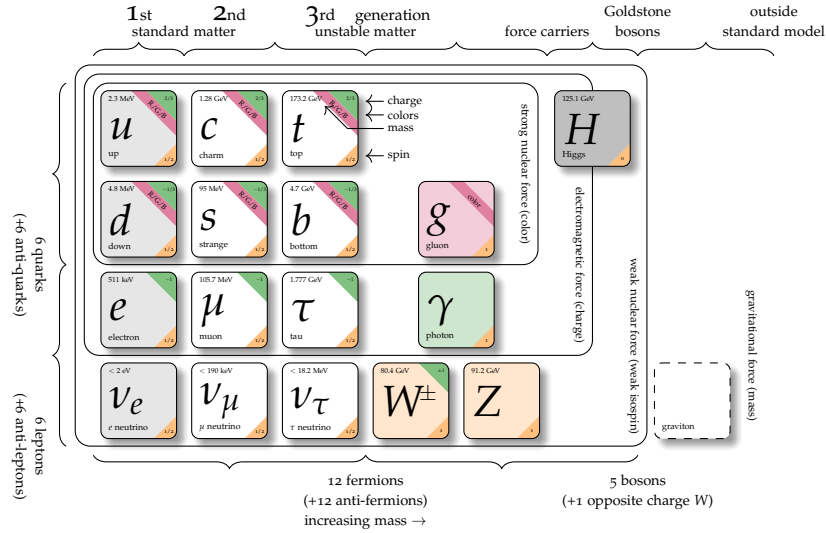 1st 2nd 3rd generation
standard matter unstable matter force carriers
Goldstone bosons
outside standard model
2.3 MeV 2/3 R/G/B u up 1/2
1.28 GeV 2/3 R/G/B c charm 1/2
173.2 GeV 2/3 R/G/B t top 1/2
charge
colors
mass
spin
125.1 GeV H Higgs 0
4.8 MeV −1/3 R/G/B d down 1/2
95 MeV −1/3 R/G/B s strange 1/2
4.7 GeV −1/3 R/G/B b bottom 1/2
color g gluon 1
511 keV −1 e electron 1/2
105.7 MeV −1 μ muon 1/2
1.777 GeV −1 τ tau 1/2
γ photon 1
< 2 eV νe e neutrino 1/2
< 190 keV νμ μ neutrino 1/2
< 18.2 MeV ντ τ neutrino 1/2
80.4 GeV ±1 W± 1
91.2 GeV Z 1
graviton
strong nuclear force (color)
electromagnetic force (charge)
weak nuclear force (weak isospin)
gravitational force (mass)
6 quarks
(+6 anti-quarks)
6 leptons
(+6 anti-leptons)
12 fermions
(+12 anti-fermions)
increasing mass →
5 bosons
(+1 opposite charge W)